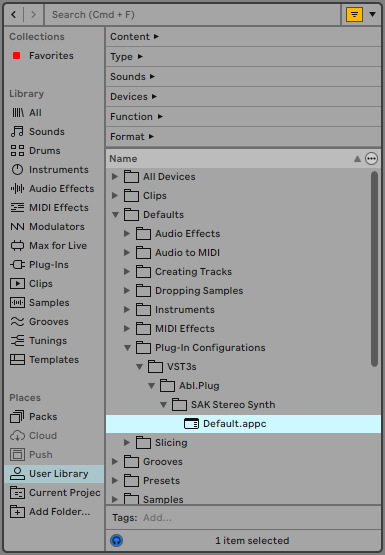 Search (Cmd + F)
Collections
Favorites
Library
All
Sounds
Drums
Instruments
Audio Effects
MIDI Effects
Modulators
Max for Live
Plug-Ins
Clips
Samples
Grooves
Tunings
Templates
Places
Packs
Cloud
Push
User Library
Current Projec
Add Folder...
Content
Type
Sounds
Devices
Function
Format
Name
All Devices
Clips
Defaults
Audio Effects
Audio to MIDI
Creating Tracks
Dropping Samples
Instruments
MIDI Effects
Plug-In Configurations
VST3s
Abl.Plug
SAK Stereo Synth
Default.appc
Slicing
Grooves
Presets
Samples
Tags: Add...
1 item selected